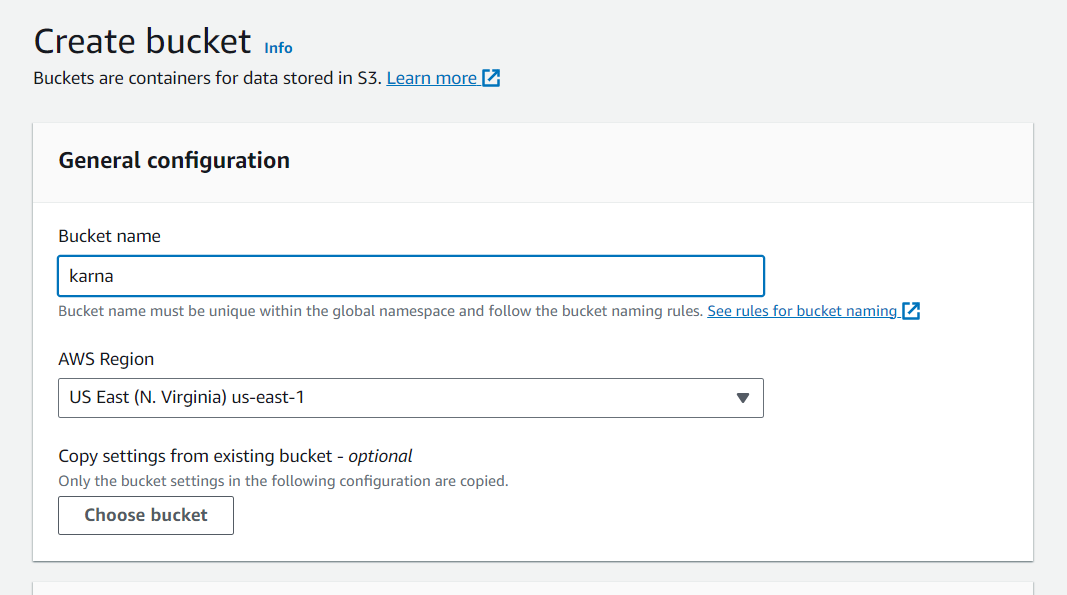 Create bucket Info
Buckets are containers for data stored in S3. Learn more
General configuration
Bucket name
karna
Bucket name must be unique within the global namespace and follow the bucket naming rules. See rules for bucket naming
AWS Region
US East (N. Virginia) us-east-1
Copy settings from existing bucket - optional
Only the bucket settings in the following configuration are copied.
Choose bucket